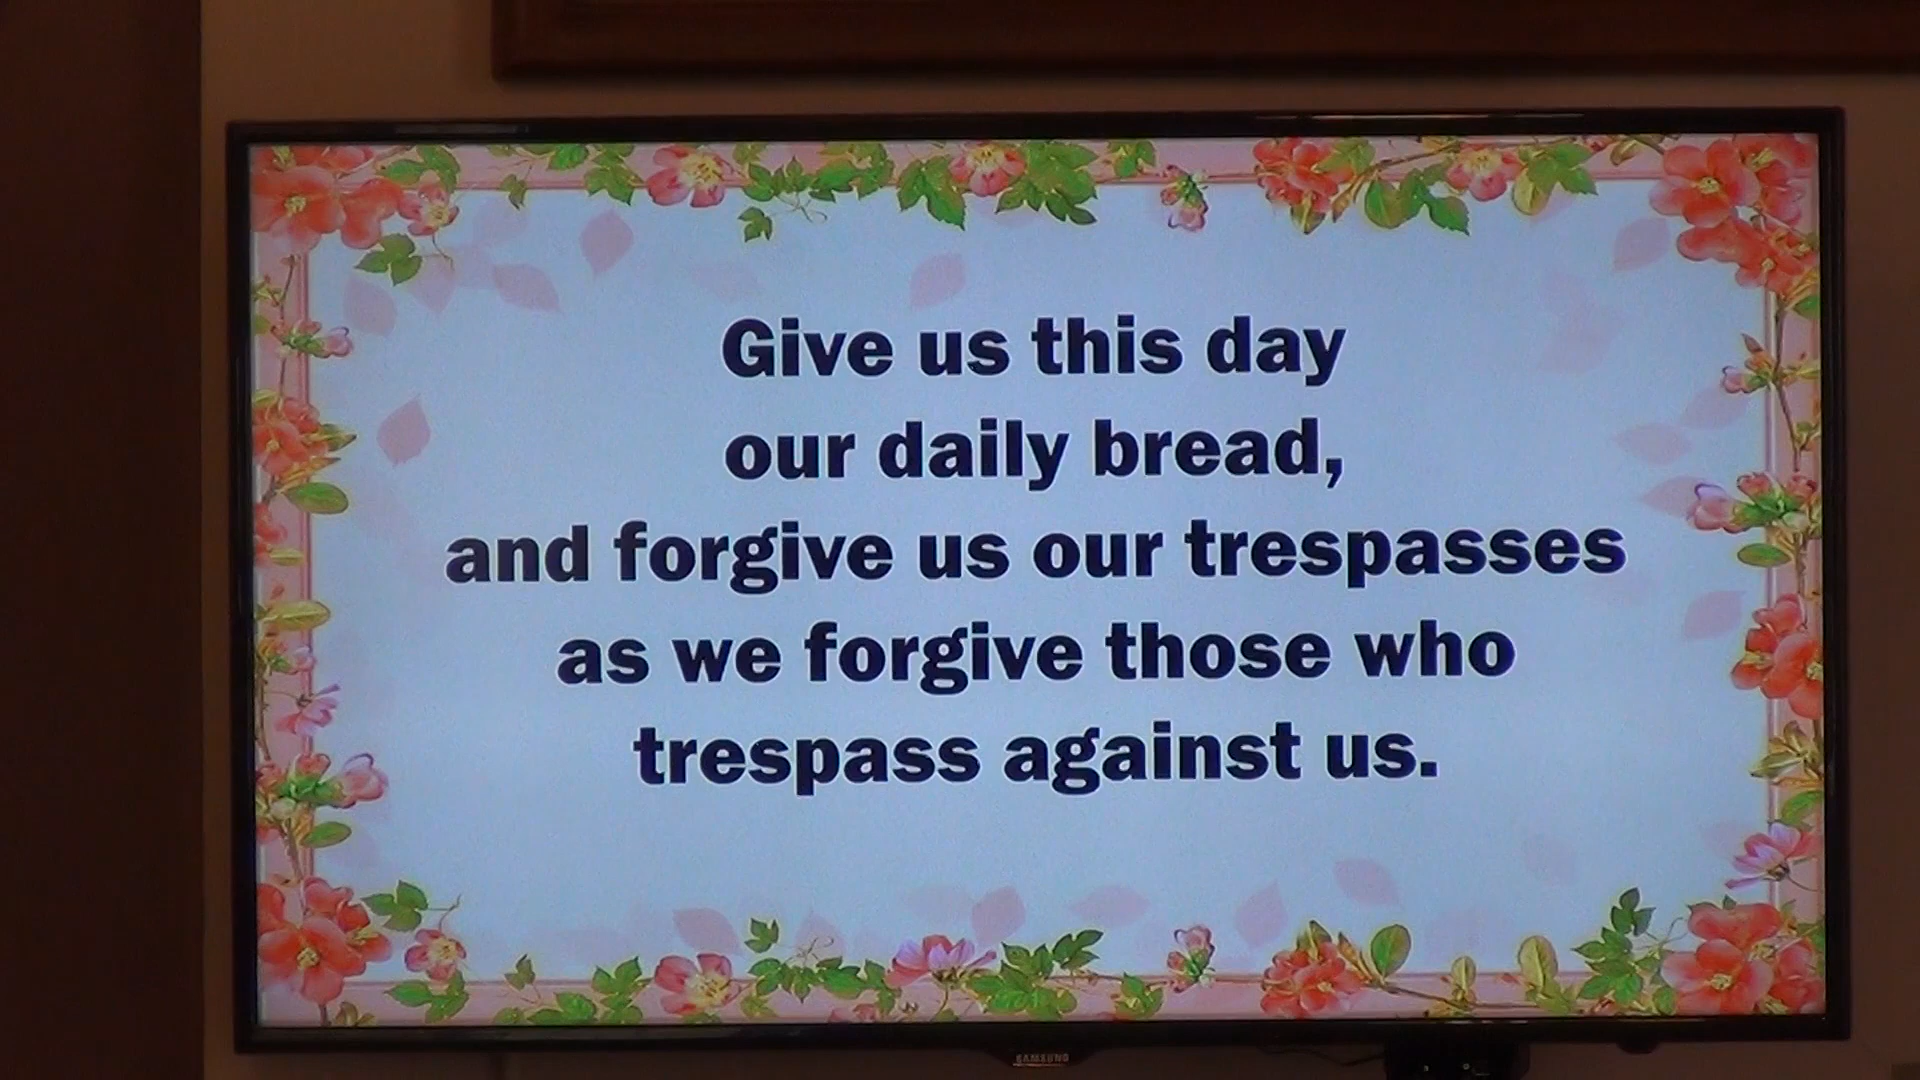 Give us this day
our daily bread,
and forgive us our trespasses
as we forgive those who
trespass against us.
SAMSUNG